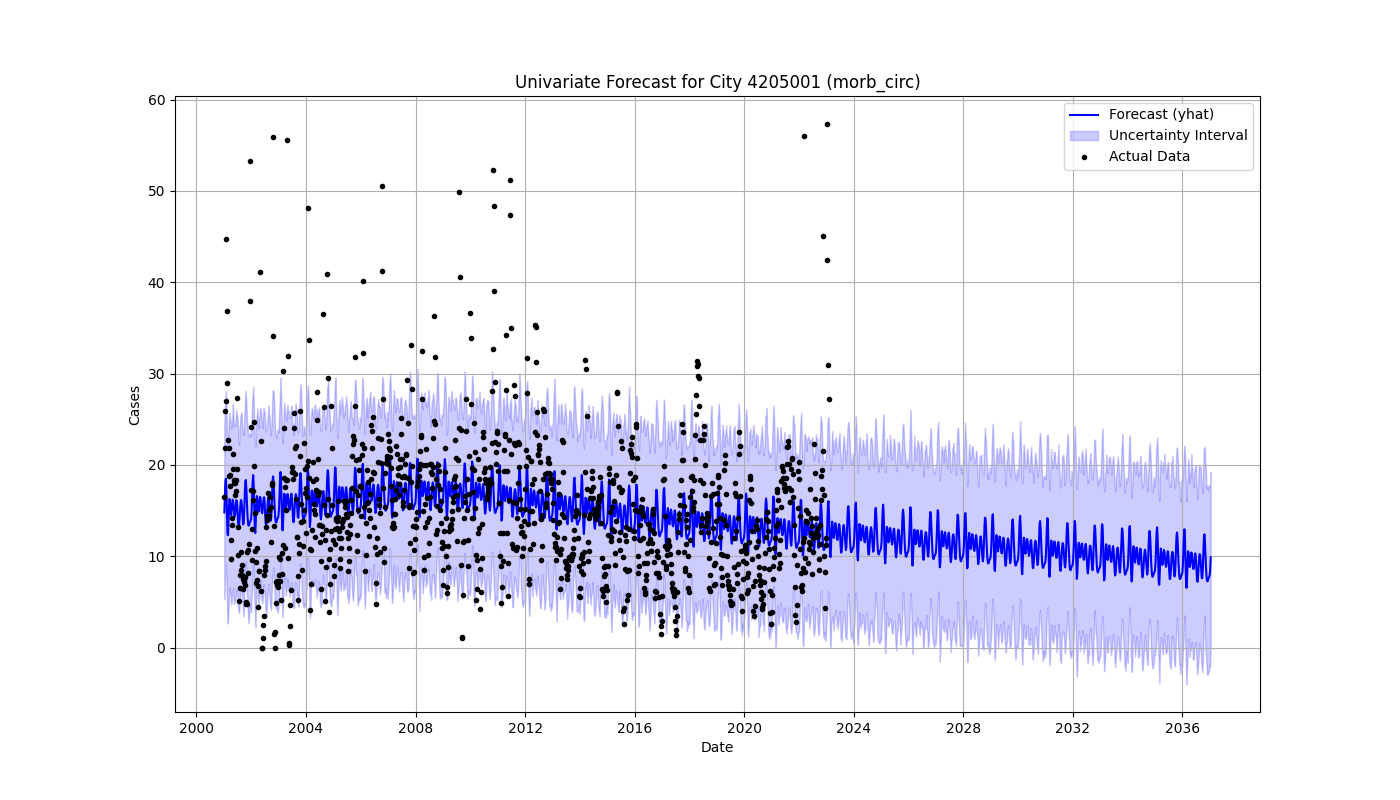 Univariate Forecast for City 4205001 (morb_circ)
Forecast (yhat)
Uncertainty Interval
Actual Data
Cases
60
50
40
30
20
10
0
2000 2004 2008 2012 2016 2020 2024 2028 2032 2036
Date